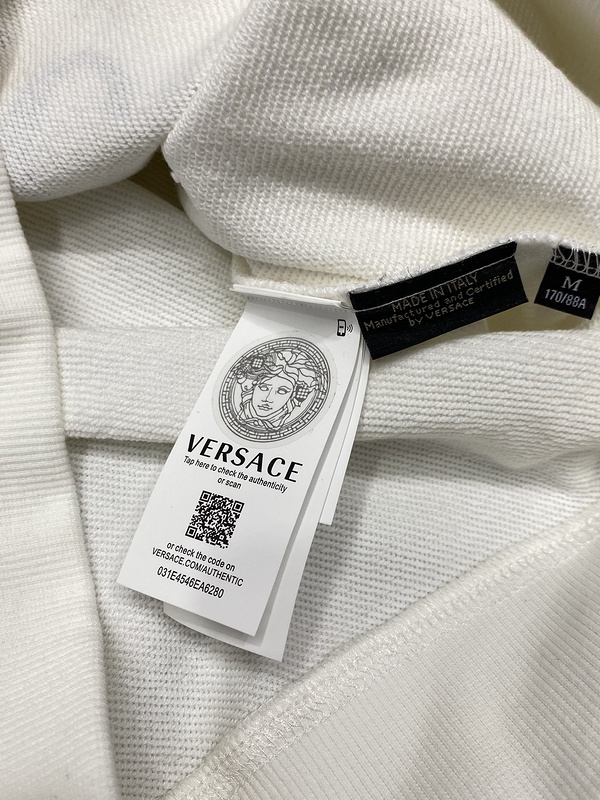 MADE IN ITALY
Manufactured and Certified
by VERSACE
M
170/88A
VERSACE
Tap here to check the authenticity
or scan
or check the code on
VERSACE.COM/AUTHENTIC
031E4546EA6280